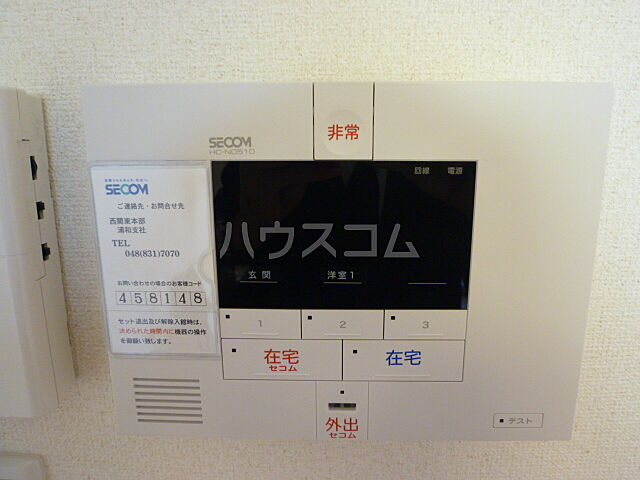 非常
SECOM
HC-N0510
回線 電源
SECOM
ご連絡先・お問合せ先
西関東本部
浦和支社
TEL
048(831)7070
お問い合わせの場合のお客様コード
458148
セット退出及び解除入館時は、
決められた時間内に機器の操作
を御願い致します。
ハウスコム
玄関 洋室1
1 2 3
在宅
セコム
在宅
外出
セコム
テスト